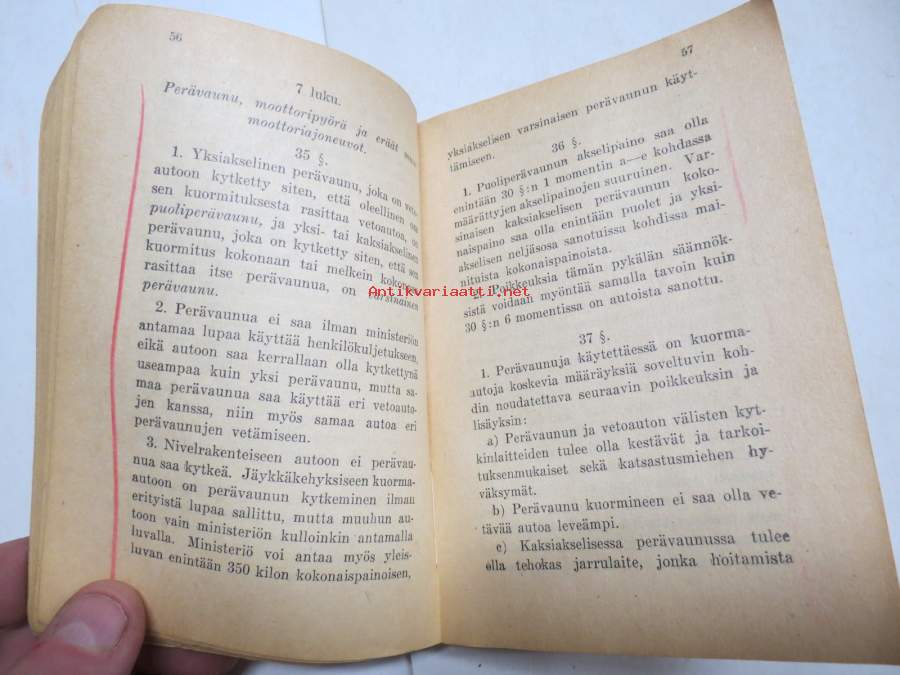 56
7 luku.
Perävaunu, moottoripyörä ja eräät muut
moottoriajoneuvot.
35 §.
1. Yksiakselinen perävaunu, joka on veto-
autoon kytketty siten, että oleellinen osa
sen kuormituksesta rasittaa vetoautoa, on
puoliperävaunu, ja yksi- tai kaksiakselinen
perävaunu, joka on kytketty siten, että sen
kuormitus kokonaan tai melkein kokonaan
rasittaa itse perävaunua, on varsinainen
perävaunu.
2. Perävaunua ei saa ilman ministeriön
antamaa lupaa käyttää henkilökuljetukseen,
eikä autoon saa kerrallaan olla kytkettynä
useampaa kuin yksi perävaunu, mutta sa-
maa perävaunua saa käyttää eri vetoauto-
jen kanssa, niin myös samaa autoa eri
perävaunujen vetämiseen.
3. Nivelrakenteiseen autoon ei perävau-
nua saa kytkeä. Jäykkäkehyksiseen kuorma-
autoon on perävaunun kytkeminen ilman
erityistä lupaa sallittu, mutta muuhun au-
toon vain ministeriön kulloinkin antamalla
luvalla. Ministeriö voi antaa myös yleis-
luvan enintään 350 kilon kokonaispainoisen,
57
yksiakselisen varsinaisen perävaunun käyt-
tämiseen.
36 §.
1. Puoliperävaunun akselipaino saa olla
enintään 30 §:n 1 momentin a—e kohdassa
määrättyjen akselipainojen suuruinen. Var-
sinaisen kaksiakselisen perävaunun koko-
naispaino saa olla enintään puolet ja yksi-
akselisen neljäsosa sanotuissa kohdissa mai-
nituista kokonaispainoista.
2. Poikkeuksia tämän pykälän säännök-
sistä voidaan myöntää samalla tavoin kuin
30 §:n 6 momentissa on autoista sanottu.
37 §.
1. Perävaunuja käytettäessä on kuorma-
autoja koskevia määräyksiä soveltuvin koh-
din noudatettava seuraavin poikkeuksin ja
lisäyksin:
a) Perävaunun ja vetoauton välisten kyt-
kinlaitteiden tulee olla kestävät ja tarkoi-
tuksenmukaiset sekä katsastusmiehen hy-
väksymät.
b) Perävaunu kuormineen ei saa olla ve-
tävää autoa leveämpi.
c) Kaksiakselisessa perävaunussa tulee
olla tehokas jarrulaite, jonka hoitamista
Antikvariaatti.net